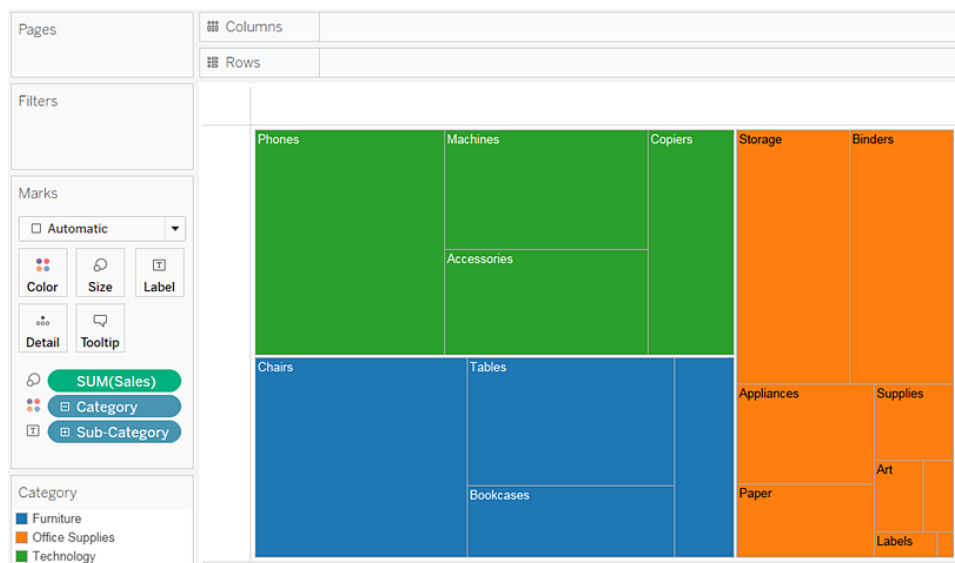 Pages
Columns
Rows
Filters
Marks
Automatic
Color Size Label
Detail Tooltip
SUM(Sales)
Category
Sub-Category
Category
Furniture
Office Supplies
Technology
Phones Machines Copiers Storage Binders
Accessories
Chairs Tables
Appliances Supplies
Art
Bookcases Paper
Labels